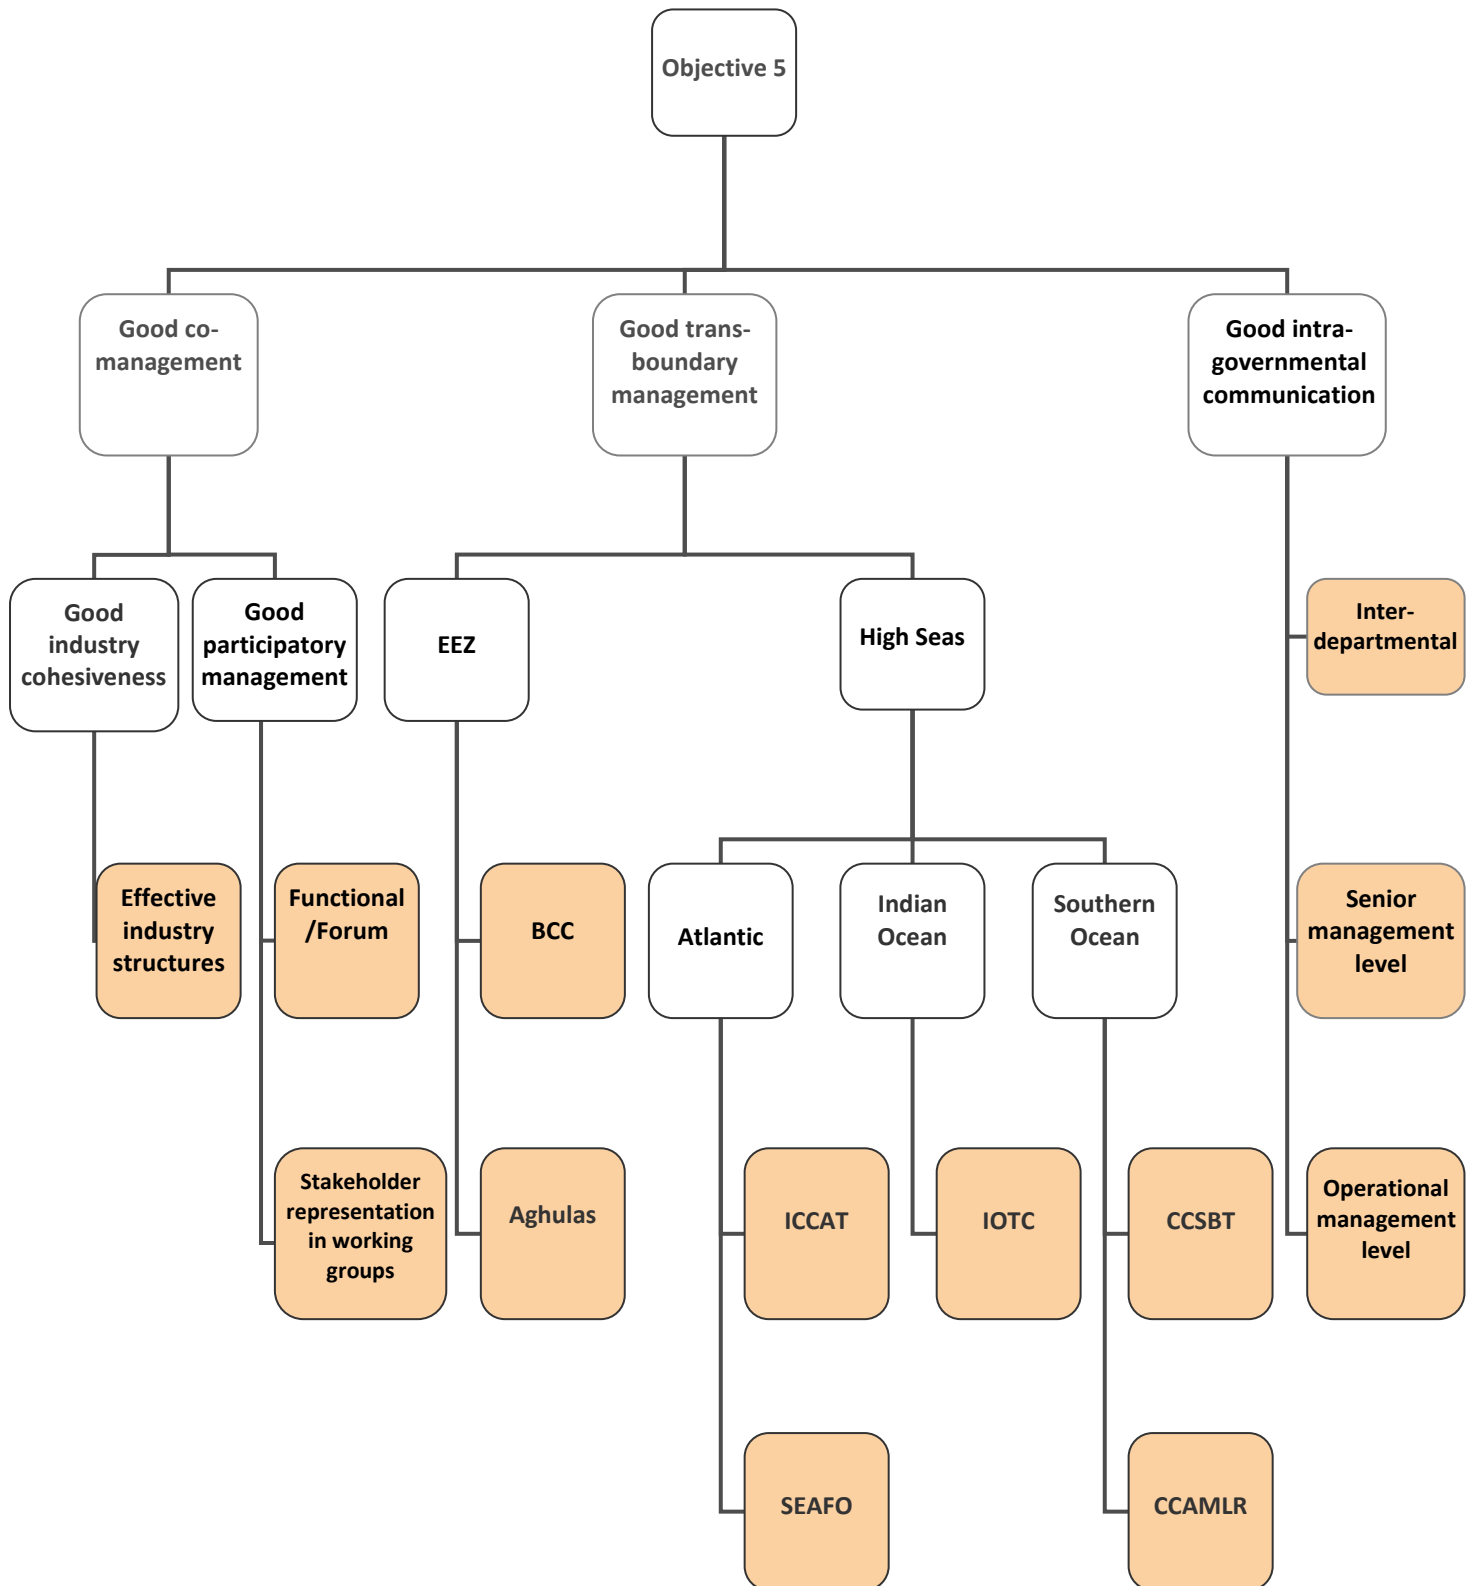 Objective 5
Good co-
management
Good trans-
boundary
management
Good intra-
governmental
communication
Good
industry
cohesiveness
Good
participatory
management
EEZ
High Seas
Inter-
departmental
Effective
industry
structures
Functional
/Forum
BCC
Atlantic
Indian
Ocean
Southern
Ocean
Senior
management
level
Stakeholder
representation
in working
groups
Aghulas
ICCAT
IOTC
CCSBT
Operational
management
level
SEAFO
CCAMLR